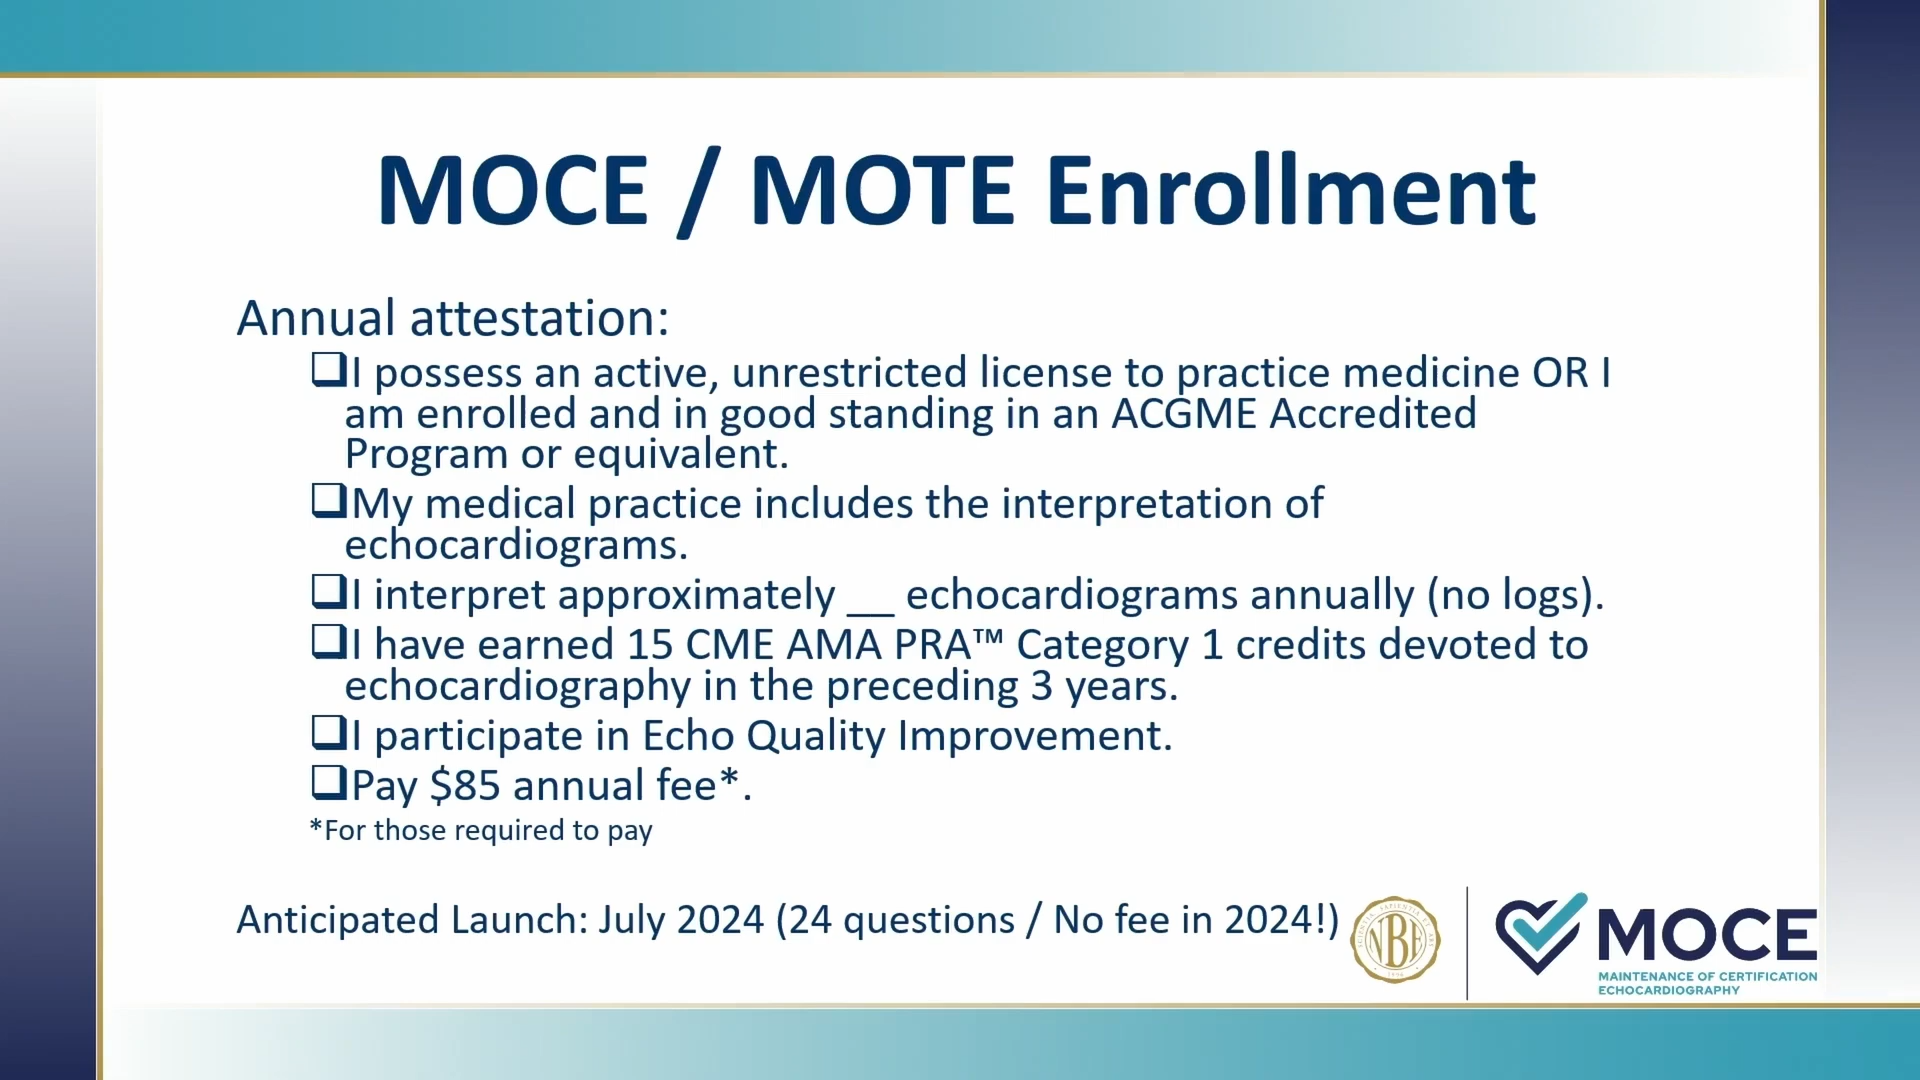 MOCE / MOTE Enrollment
Annual attestation:
❑I possess an active, unrestricted license to practice medicine OR I
am enrolled and in good standing in an ACGME Accredited
Program or equivalent.
❑My medical practice includes the interpretation of
echocardiograms.
❑I interpret approximately __ echocardiograms annually (no logs).
❑I have earned 15 CME AMA PRA™ Category 1 credits devoted to
echocardiography in the preceding 3 years.
❑I participate in Echo Quality Improvement.
❑Pay $85 annual fee*.
*For those required to pay
Anticipated Launch: July 2024 (24 questions / No fee in 2024!)
NBE
MOCE
MAINTENANCE OF CERTIFICATION
ECHOCARDIOGRAPHY